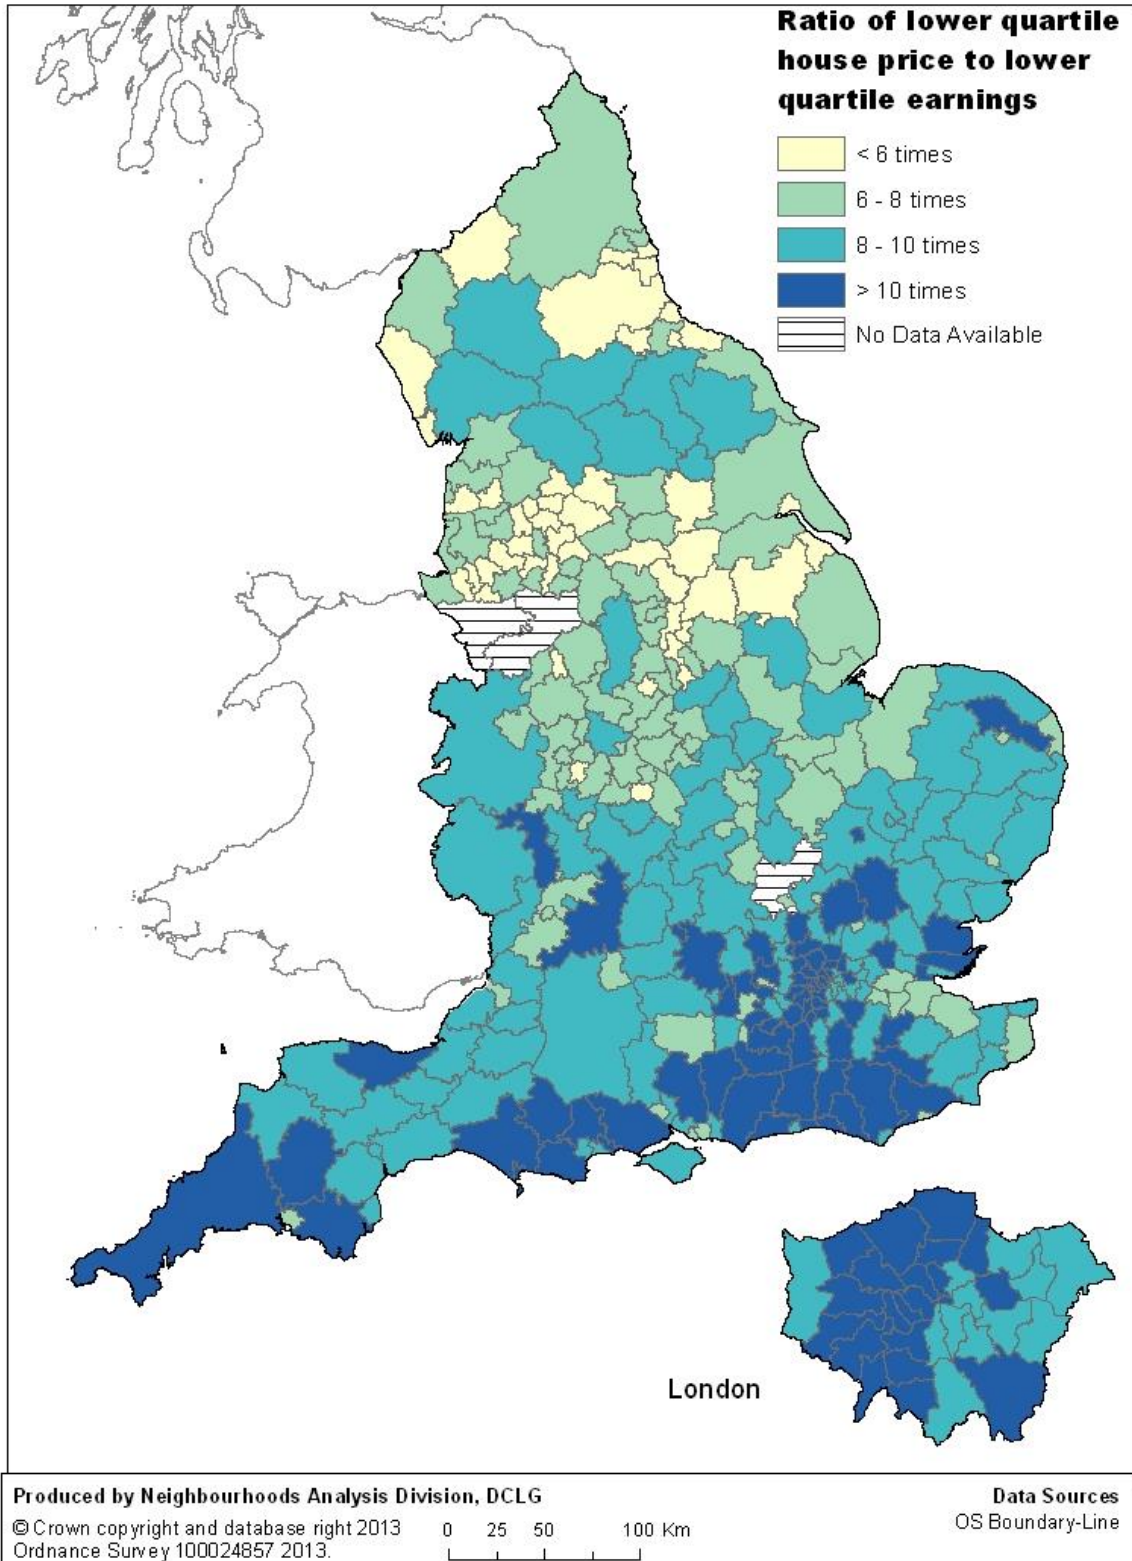 Ratio of lower quartile
house price to lower
quartile earnings
< 6 times
6 - 8 times
8 - 10 times
> 10 times
No Data Available
London
Produced by Neighbourhoods Analysis Division, DCLG
© Crown copyright and database right 2013
Ordnance Survey 100024857 2013.
0 25 50 100 Km
Data Sources
OS Boundary-Line